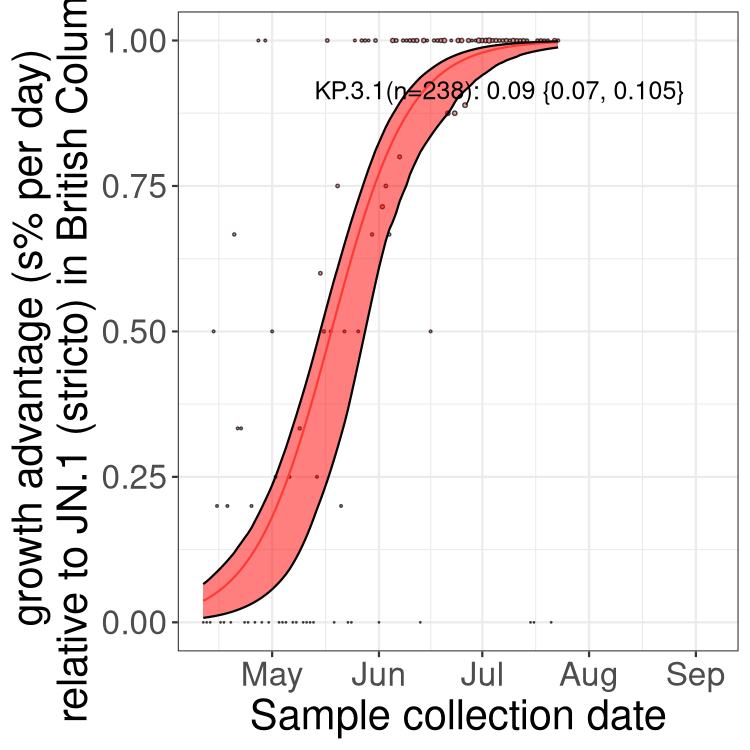 growth advantage (s% per day)
relative to JN.1 (stricto) in British Colum
1.00
0.75
0.50
0.25
0.00
KP.3.1(n=238): 0.09 {0.07, 0.105}
May Jun Jul Aug Sep
Sample collection date